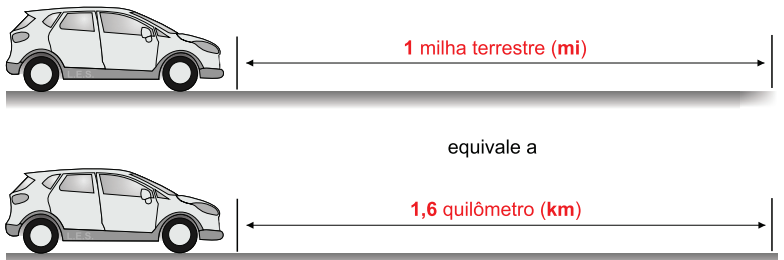 1 milha terrestre (mi)
equivale a
1,6 quilômetro (km)